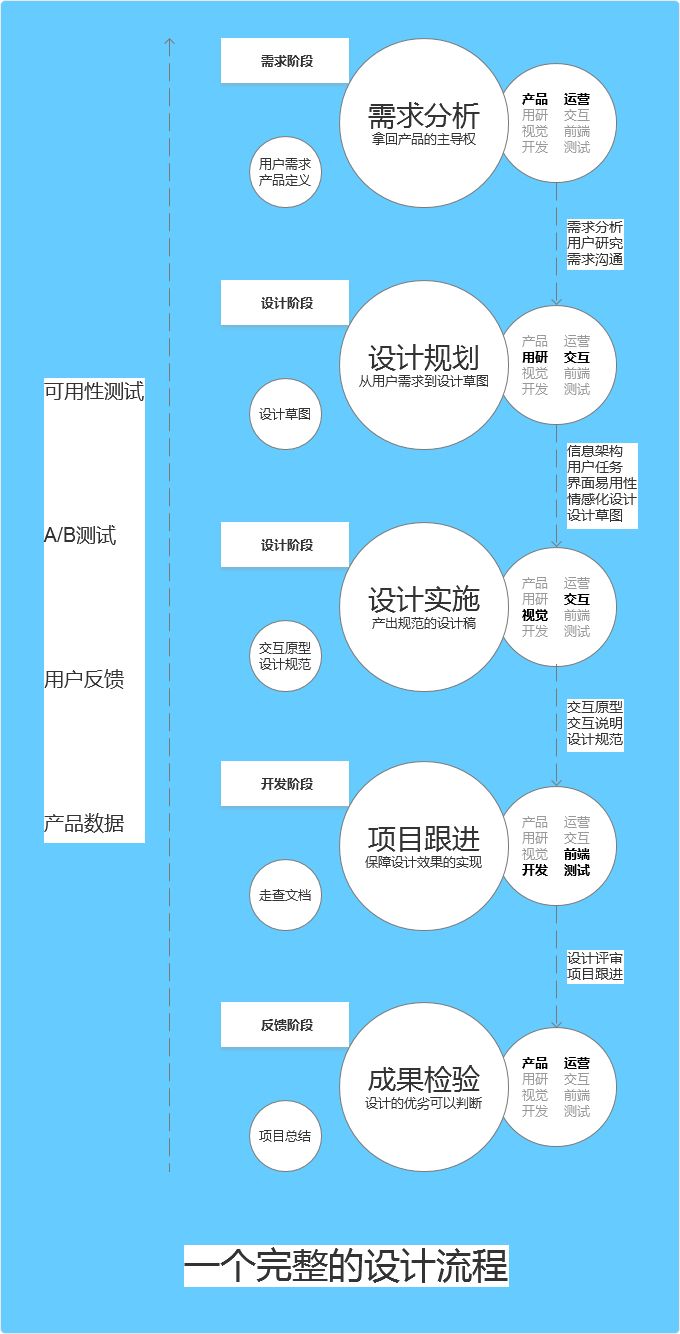 需求阶段
需求分析
拿回产品的主导权
产品 运营
用研 交互
视觉 前端
开发 测试
用户需求
产品定义
需求分析
用户研究
需求沟通
设计阶段
设计规划
从用户需求到设计草图
产品 运营
用研 交互
视觉 前端
开发 测试
设计草图
信息架构
用户任务
界面易用性
情感化设计
设计草图
设计阶段
设计实施
产出规范的设计稿
产品 运营
用研 交互
视觉 前端
开发 测试
交互原型
设计规范
交互原型
交互说明
设计规范
开发阶段
项目跟进
保障设计效果的实现
产品 运营
用研 交互
视觉 前端
开发 测试
走查文档
设计评审
项目跟进
反馈阶段
成果检验
设计的优劣可以判断
产品 运营
用研 交互
视觉 前端
开发 测试
项目总结
可用性测试
A/B测试
用户反馈
产品数据
一个完整的设计流程